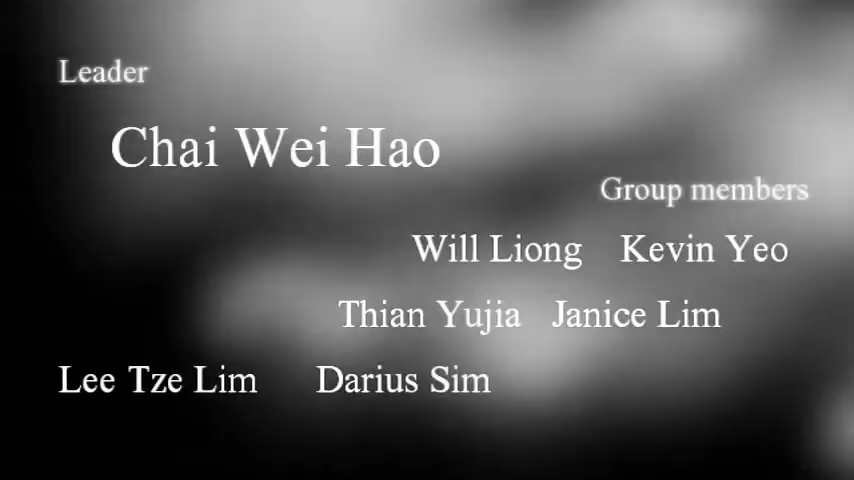 Leader
Chai Wei Hao
Group members
Will Liong Kevin Yeo
Thian Yujia Janice Lim
Lee Tze Lim Darius Sim